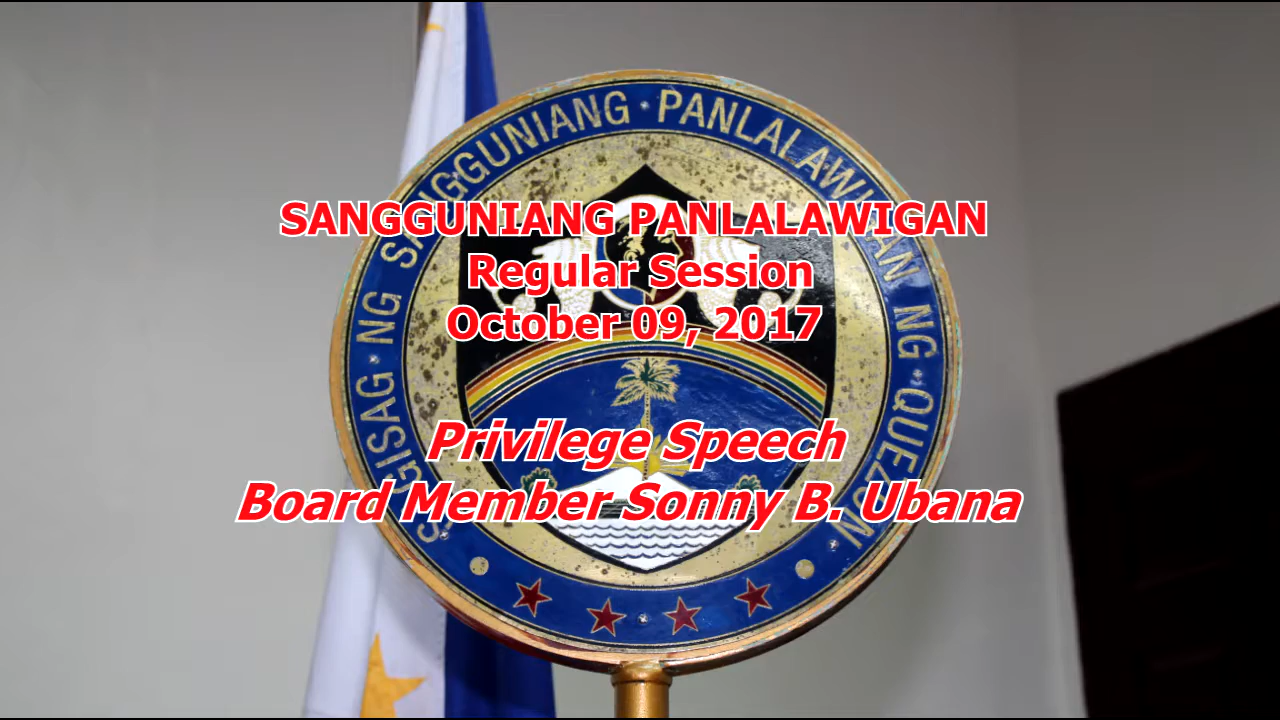 SAGISAG · NG SANGGUNIANG · PANLALAWIGAN NG · QUEZON
SANGGUNIANG PANLALAWIGAN
Regular Session
October 09, 2017
Privilege Speech
Board Member Sonny B. Ubana